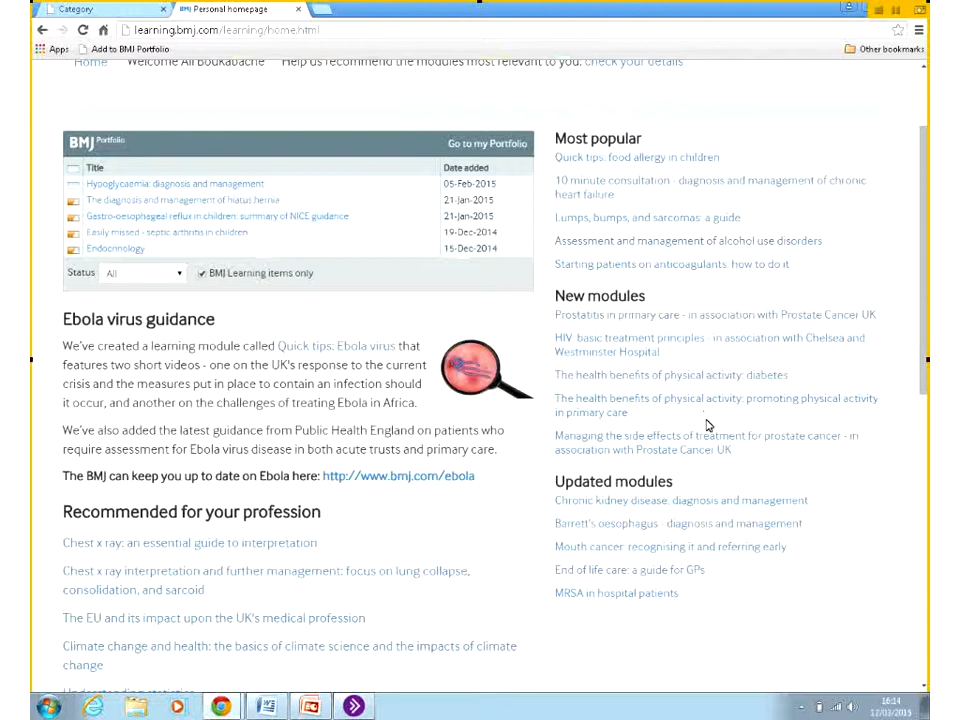 Category
BMJ Personal homepage
learning.bmj.com/learning/home.html
Apps Add to BMJ Portfolio Other bookmarks
Home Welcome Ali Boukabache Help us recommend the modules most relevant to you: check your details
BMJ Portfolio Go to my Portfolio
Title Date added
Hypoglycaemia: diagnosis and management 05-Feb-2015
The diagnosis and management of hiatus hernia 21-Jan-2015
Gastro-oesophageal reflux in children: summary of NICE guidance 21-Jan-2015
Easily missed - septic arthritis in children 19-Dec-2014
Endocrinology 15-Dec-2014
Status All BMJ Learning items only
Ebola virus guidance
We've created a learning module called Quick tips: Ebola virus that
features two short videos - one on the UK's response to the current
crisis and the measures put in place to contain an infection should
it occur, and another on the challenges of treating Ebola in Africa.
We've also added the latest guidance from Public Health England on patients who
require assessment for Ebola virus disease in both acute trusts and primary care.
The BMJ can keep you up to date on Ebola here: http://www.bmj.com/ebola
Recommended for your profession
Chest x ray: an essential guide to interpretation
Chest x ray interpretation and further management: focus on lung collapse,
consolidation, and sarcoid
The EU and its impact upon the UK's medical profession
Climate change and health: the basics of climate science and the impacts of climate
change
Understanding statistics
Most popular
Quick tips: food allergy in children
10 minute consultation - diagnosis and management of chronic
heart failure
Lumps, bumps, and sarcomas: a guide
Assessment and management of alcohol use disorders
Starting patients on anticoagulants: how to do it
New modules
Prostatitis in primary care - in association with Prostate Cancer UK
HIV: basic treatment principles - in association with Chelsea and
Westminster Hospital
The health benefits of physical activity: diabetes
The health benefits of physical activity: promoting physical activity
in primary care
Managing the side effects of treatment for prostate cancer - in
association with Prostate Cancer UK
Updated modules
Chronic kidney disease: diagnosis and management
Barrett's oesophagus - diagnosis and management
Mouth cancer: recognising it and referring early
End of life care: a guide for GPs
MRSA in hospital patients
16:14
12/03/2015